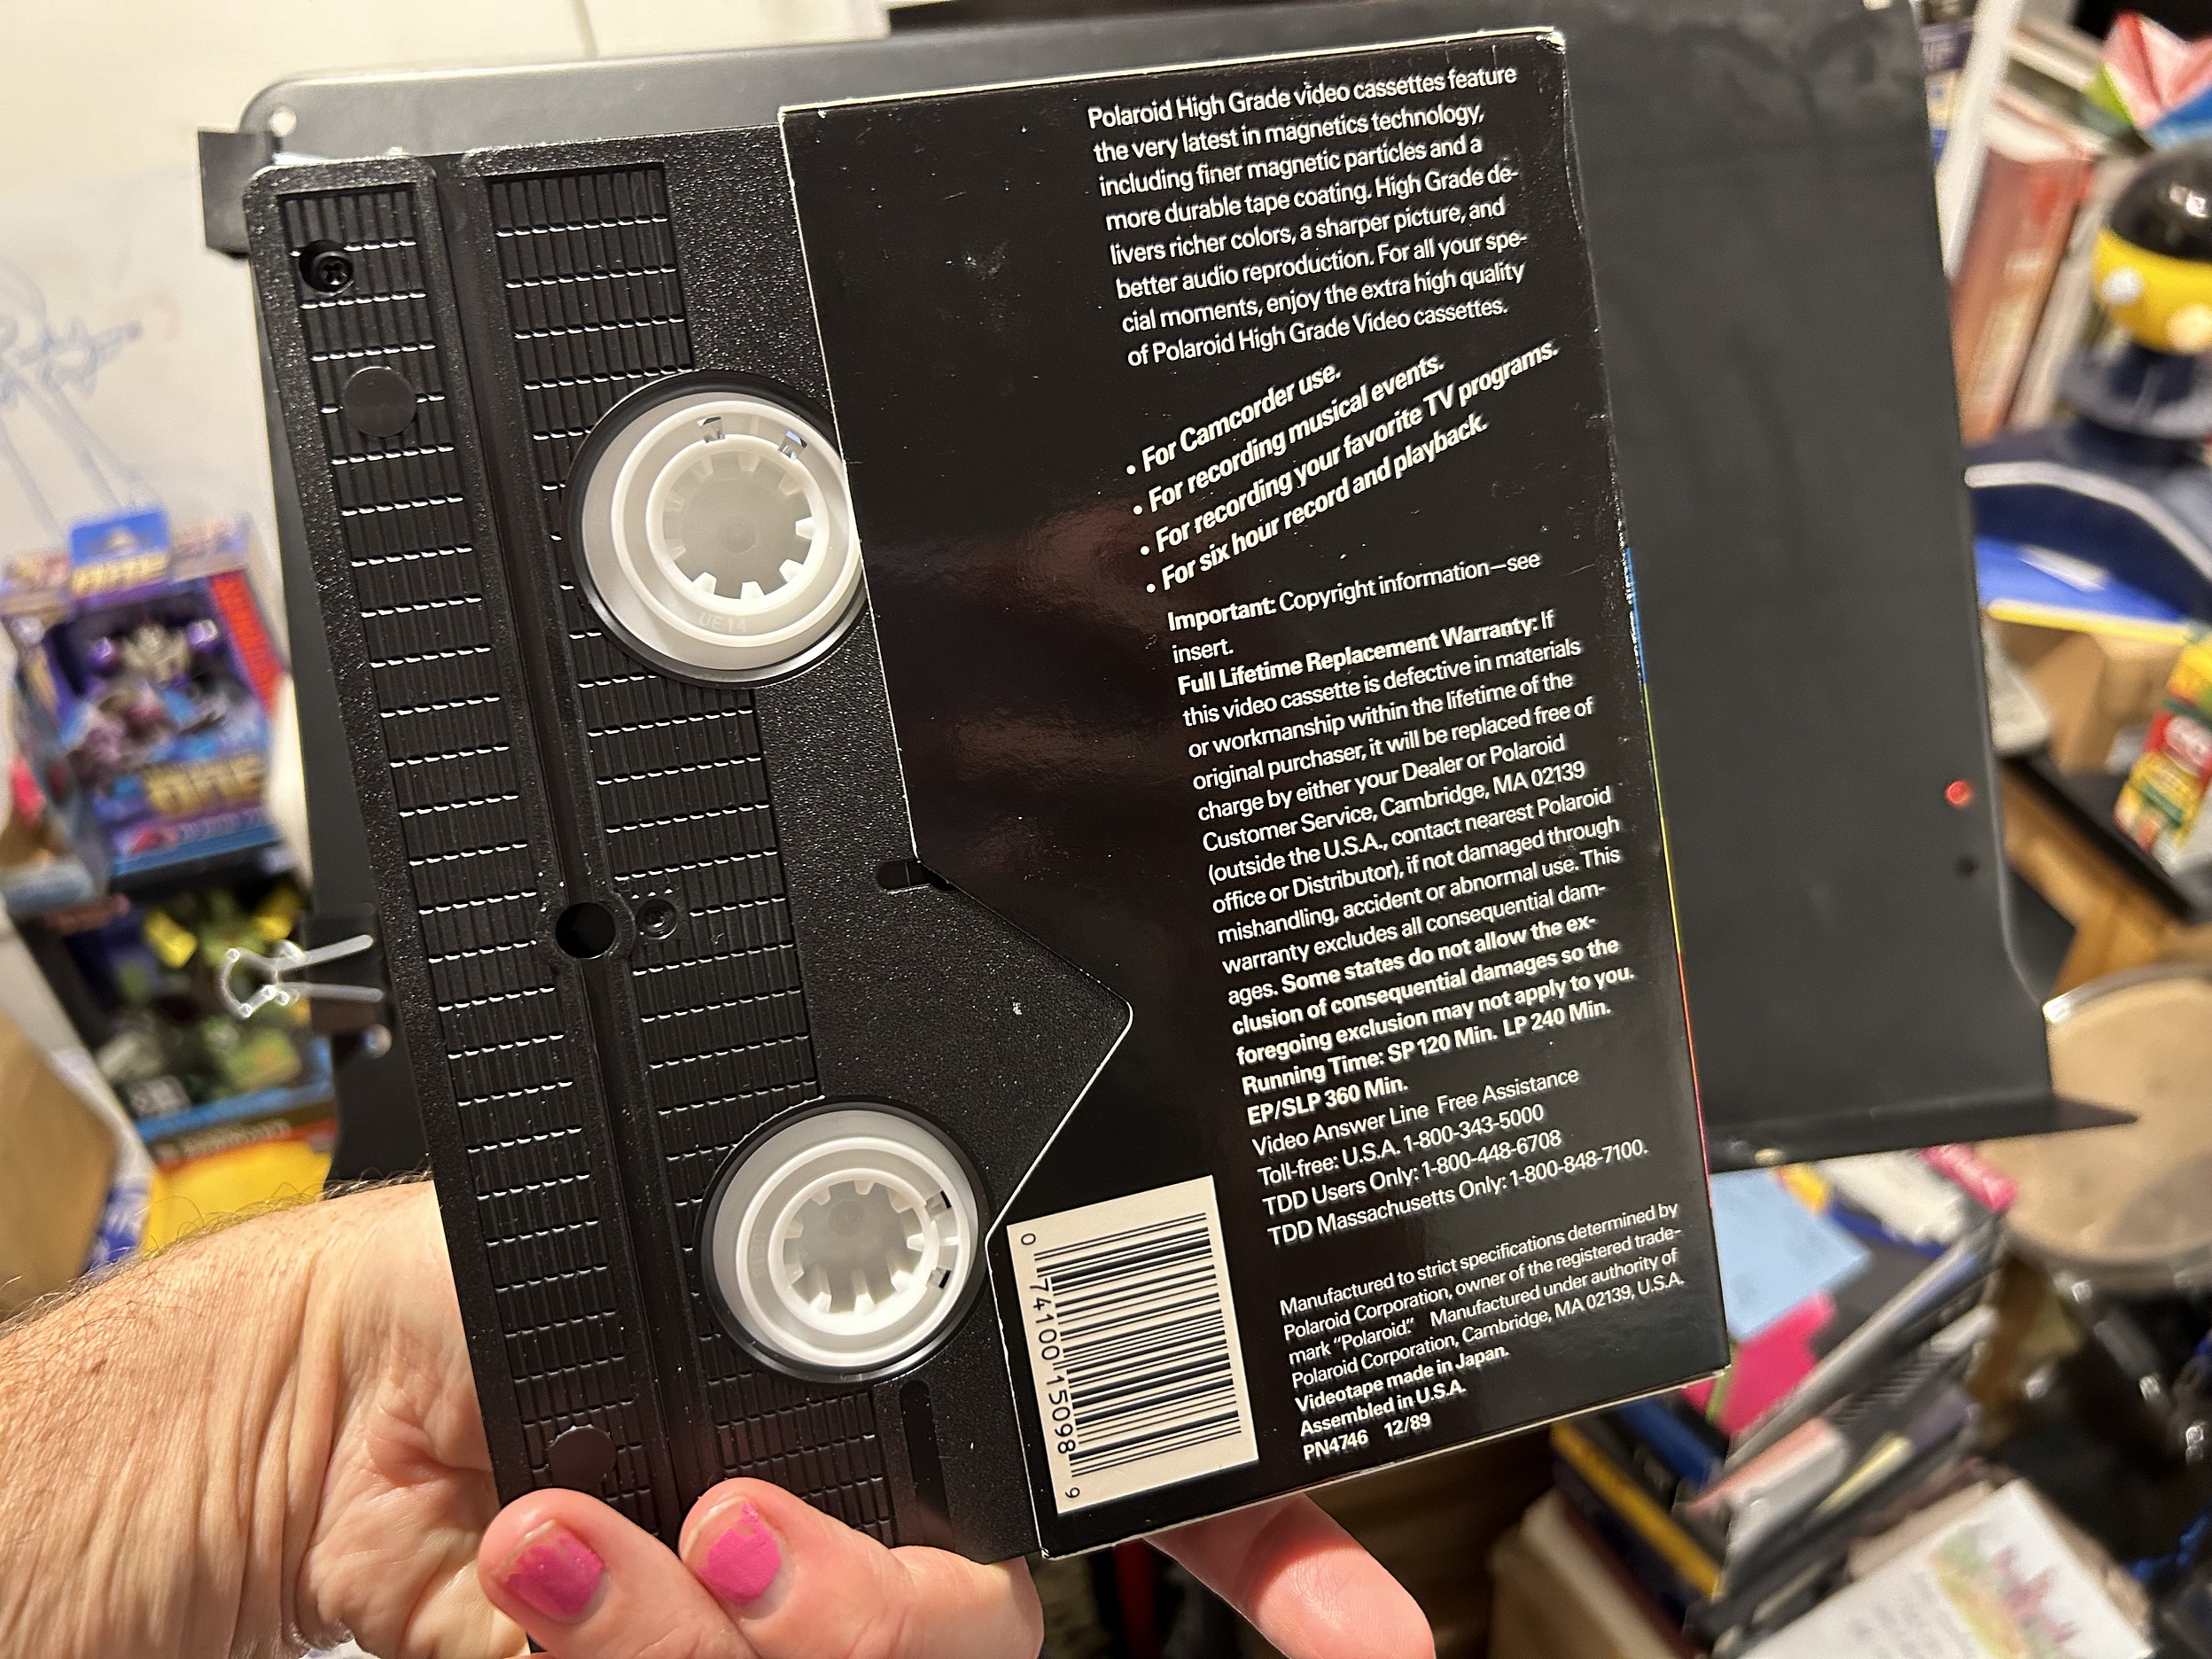 Polaroid High Grade video cassettes feature
the very latest in magnetics technology,
including finer magnetic particles and a
more durable tape coating. High Grade de-
livers richer colors, a sharper picture, and
better audio reproduction. For all your spe-
cial moments, enjoy the extra high quality
of Polaroid High Grade Video cassettes.
• For Camcorder use.
• For recording musical events.
• For recording your favorite TV programs.
• For six hour record and playback.
Important: Copyright information—see
insert.
Full Lifetime Replacement Warranty: If
this video cassette is defective in materials
or workmanship within the lifetime of the
original purchaser, it will be replaced free of
charge by either your Dealer or Polaroid
Customer Service, Cambridge, MA 02139
(outside the U.S.A., contact nearest Polaroid
office or Distributor), if not damaged through
mishandling, accident or abnormal use. This
warranty excludes all consequential dam-
ages. Some states do not allow the ex-
clusion of consequential damages so the
foregoing exclusion may not apply to you.
Running Time: SP 120 Min. LP 240 Min.
EP/SLP 360 Min.
Video Answer Line Free Assistance
Toll-free: U.S.A. 1-800-343-5000
TDD Users Only: 1-800-448-6708
TDD Massachusetts Only: 1-800-848-7100.
Manufactured to strict specifications determined by
Polaroid Corporation, owner of the registered trade-
mark "Polaroid." Manufactured under authority of
Polaroid Corporation, Cambridge, MA 02139, U.S.A.
Videotape made in Japan.
Assembled in U.S.A.
PN4746 12/89
0 74100 15098 9
UE14
ONE